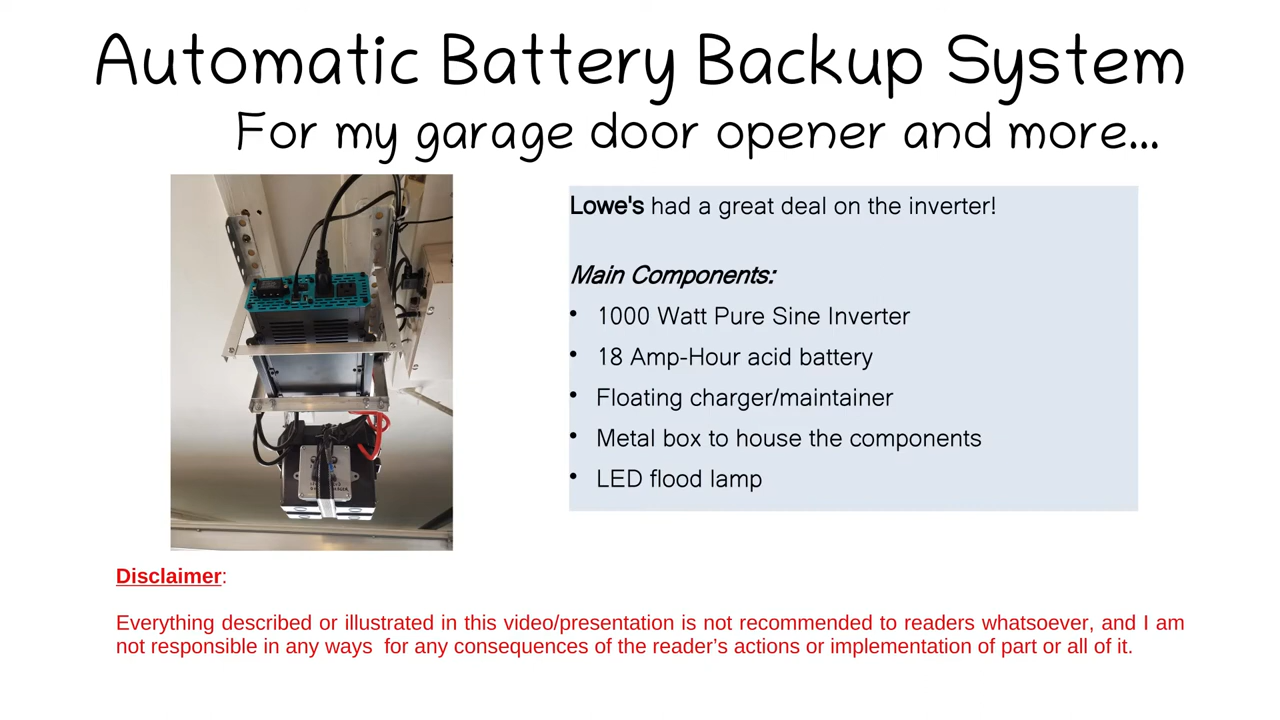 Automatic Battery Backup System
For my garage door opener and more...
Lowe's had a great deal on the inverter!
Main Components:
• 1000 Watt Pure Sine Inverter
• 18 Amp-Hour acid battery
• Floating charger/maintainer
• Metal box to house the components
• LED flood lamp
Disclaimer:
Everything described or illustrated in this video/presentation is not recommended to readers whatsoever, and I am
not responsible in any ways for any consequences of the reader’s actions or implementation of part or all of it.